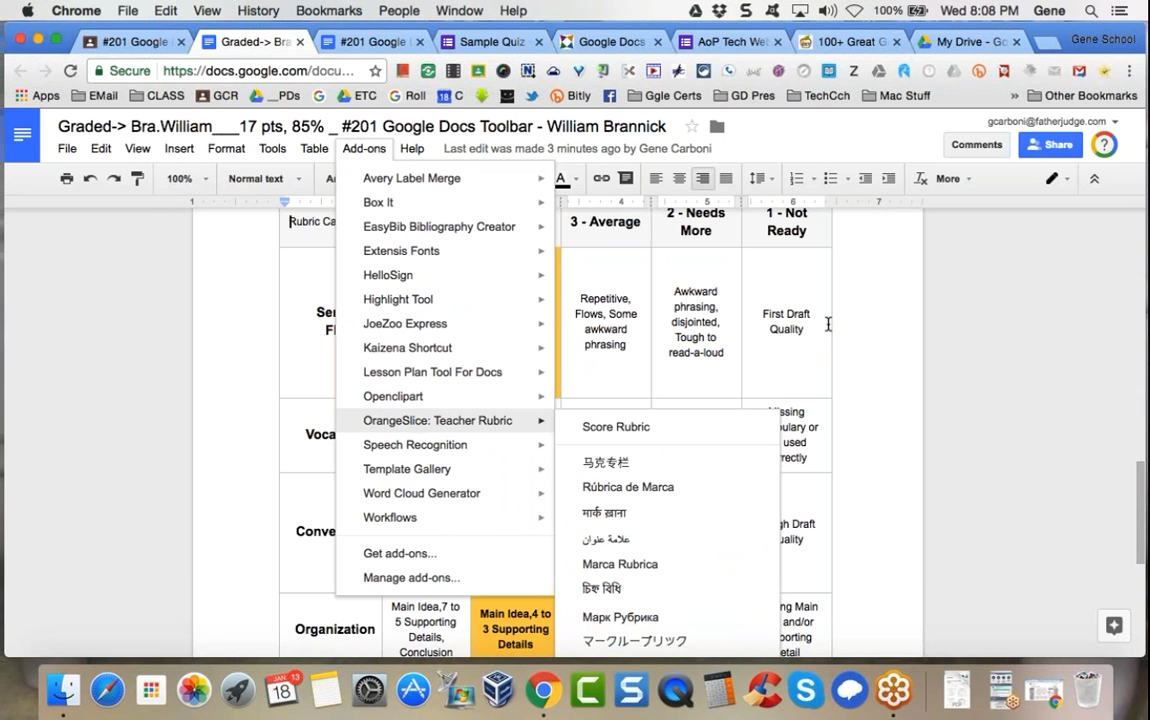 Chrome File Edit View History Bookmarks People Window Help 100% Wed 8:08 PM Gene
#201 Google Graded-> Bra #201 Google Sample Quiz Google Docs AoP Tech We 100+ Great G My Drive - Go Gene School
Secure https://docs.google.com/docu...
Apps EMail CLASS GCR __PDs Roll C Bitly Ggle Certs GD Pres TechCch Mac Stuff » Other Bookmarks
ETC
Graded-> Bra.William___17 pts, 85% _ #201 Google Docs Toolbar - William Brannick
gcarboni@fatherjudge.com
File Edit View Insert Format Tools Table Add-ons Help Last edit was made 3 minutes ago by Gene Carboni
Comments Share
100% Normal text A More
1 4 5 6 7
Avery Label Merge
Box It
EasyBib Bibliography Creator
Extensis Fonts
HelloSign
Highlight Tool
JoeZoo Express
Kaizena Shortcut
Lesson Plan Tool For Docs
Openclipart
OrangeSlice: Teacher Rubric
Speech Recognition
Template Gallery
Word Cloud Generator
Workflows
Get add-ons...
Manage add-ons...
Score Rubric
马克专栏
Rúbrica de Marca
मार्क ख़ाना
علامة عنوان
Marca Rubrica
চিহ্ন বিধি
Марк Рубрика
マークルーブリック
Rubric Ca
3 - Average
2 - Needs
More
1 - Not
Ready
Repetitive,
Flows, Some
awkward
phrasing
Awkward
phrasing,
disjointed,
Tough to
read-a-loud
First Draft
Quality
Organization
Main Idea,7 to
5 Supporting
Details,
Conclusion
Main Idea,4 to
3 Supporting
Details
JAN 13
18